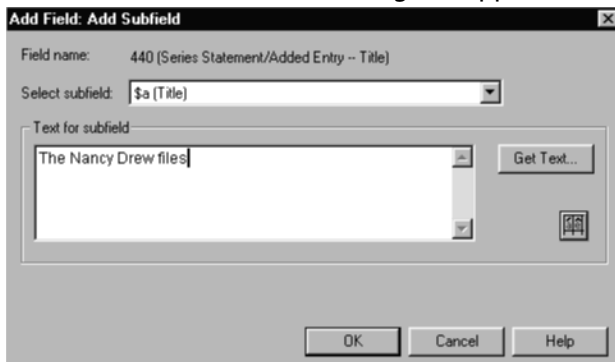 Add Field: Add Subfield
Field name: 440 (Series Statement/Added Entry -- Title)
Select subfield: $a (Title)
Text for subfield
The Nancy Drew files
Get Text...
OK Cancel Help